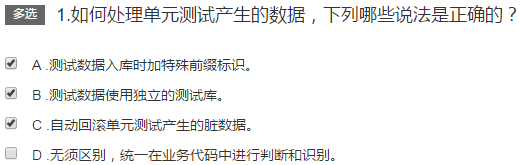 多选 1.如何处理单元测试产生的数据，下列哪些说法是正确的？
A .测试数据入库时加特殊前缀标识。
B .测试数据使用独立的测试库。
C .自动回滚单元测试产生的脏数据。
D .无须区别，统一在业务代码中进行判断和识别。